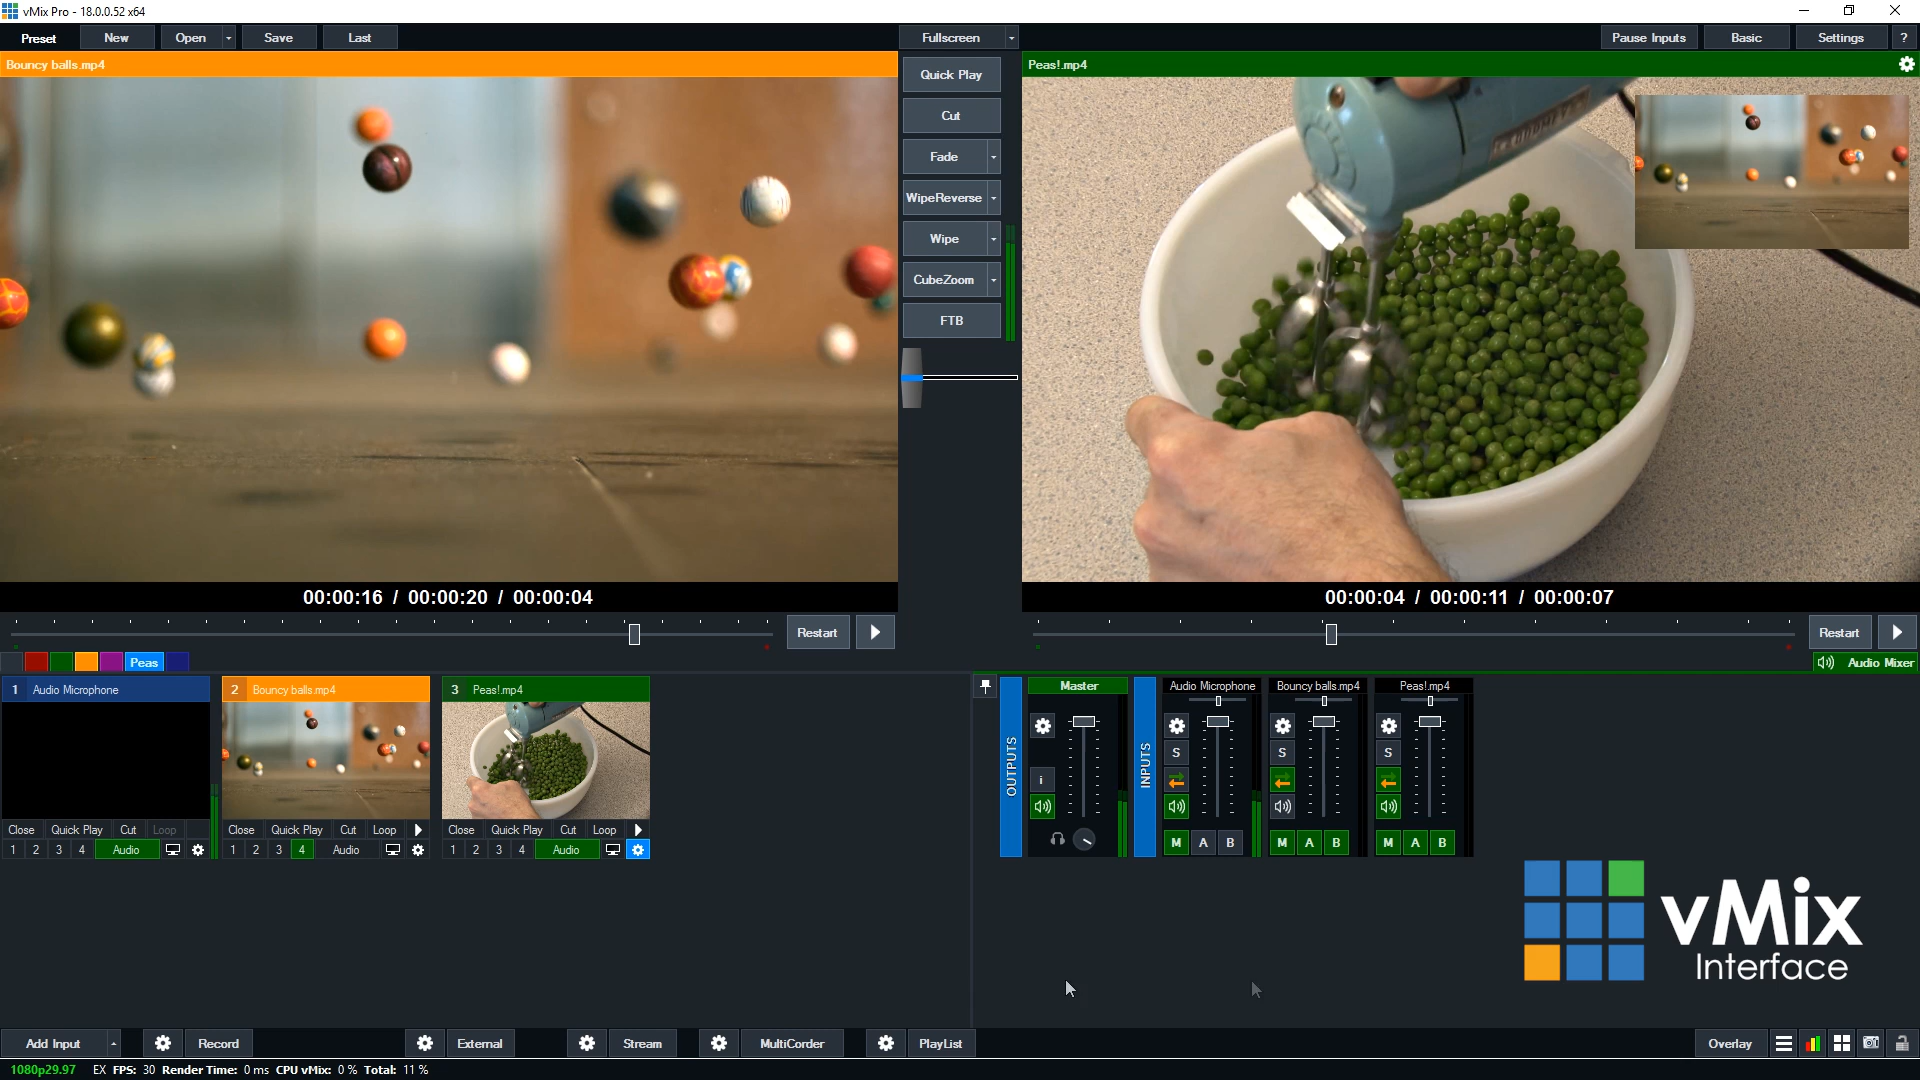 vMix Pro - 18.0.0.52 x64
Preset New Open Save Last Fullscreen Pause Inputs Basic Settings ?
Bouncy balls.mp4
Peas!.mp4
Quick Play
Cut
Fade
WipeReverse
Wipe
CubeZoom
FTB
00:00:16 / 00:00:20 / 00:00:04
00:00:04 / 00:00:11 / 00:00:07
Restart
Restart
Peas
Audio Mixer
1 Audio Microphone
2 Bouncy balls.mp4
3 Peas!.mp4
Close Quick Play Cut Loop
1 2 3 4 Audio
Close Quick Play Cut Loop
1 2 3 4 Audio
Close Quick Play Cut Loop
1 2 3 4 Audio
OUTPUTS
Master
i
INPUTS
Audio Microphone
S
M A B
Bouncy balls.mp4
S
M A B
Peas!.mp4
S
M A B
vMix
Interface
Add Input Record External Stream MultiCorder PlayList Overlay
1080p29.97 EX FPS: 30 Render Time: 0 ms CPU vMix: 0 % Total: 11 %